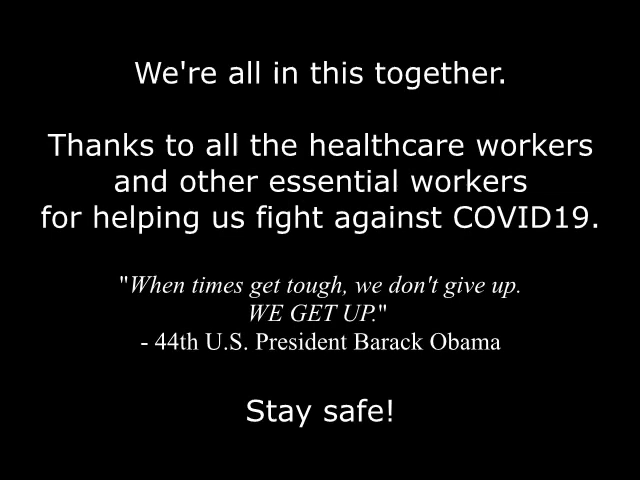 We're all in this together.
Thanks to all the healthcare workers
and other essential workers
for helping us fight against COVID19.
"When times get tough, we don't give up.
WE GET UP."
- 44th U.S. President Barack Obama
Stay safe!